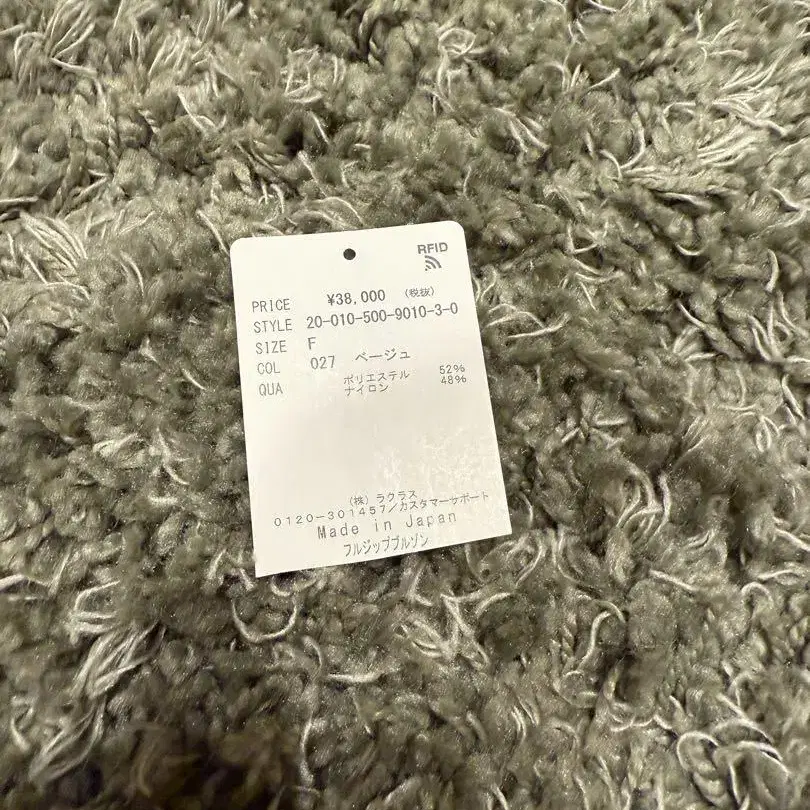 RFID
PRICE ¥38,000 (税抜)
STYLE 20-010-500-9010-3-0
SIZE F
COL 027 ベージュ
QUA ポリエステル 52%
ナイロン 48%
(株) ラクラス
0120-301457/カスタマーサポート
Made in Japan
フルジップブルゾン